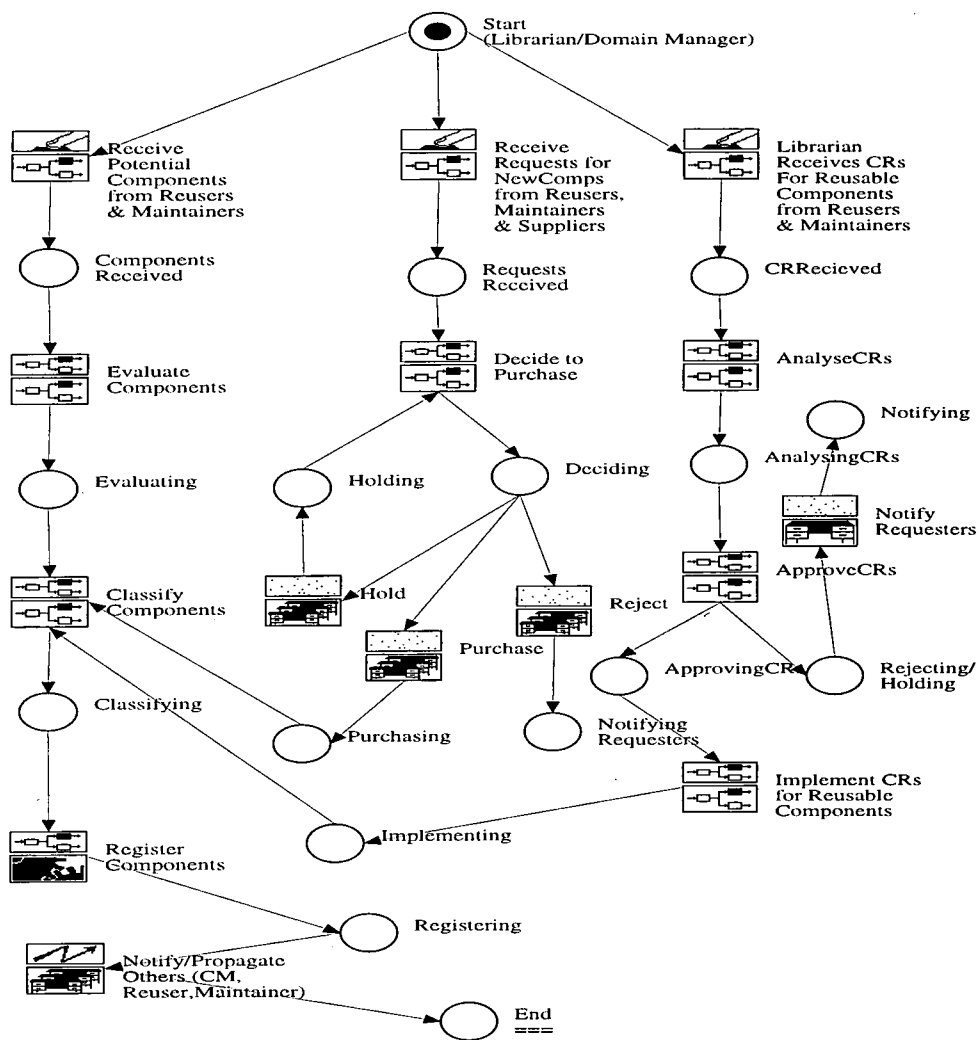 Start
(Librarian/Domain Manager)
Receive
Potential
Components
from Reusers
& Maintainers
Receive
Requests for
NewComps
from Reusers,
Maintainers
& Suppliers
Librarian
Receives CRs
For Reusable
Components
from Reusers
& Maintainers
Components
Received
Requests
Received
CRRecieved
Evaluate
Components
Decide to
Purchase
AnalyseCRs
Notifying
Evaluating
Holding
Deciding
AnalysingCRs
Notify
Requesters
Classify
Components
Hold
Purchase
Reject
ApproveCRs
Classifying
Purchasing
Notifying
Requesters
ApprovingCR
Rejecting/
Holding
Implement CRs
for Reusable
Components
Implementing
Register
Components
Registering
Notify/Propagate
Others (CM,
Reuser,Maintainer)
End
===